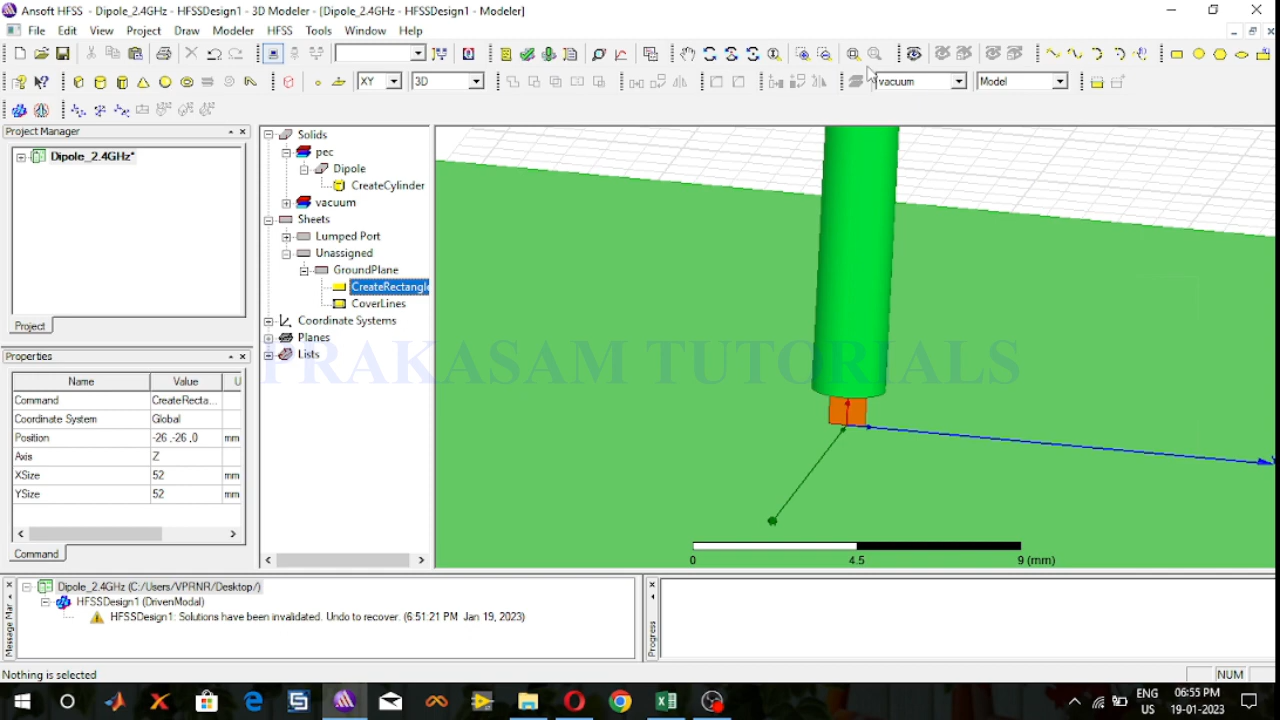 Ansoft HFSS - Dipole_2.4GHz - HFSSDesign1 - 3D Modeler - [Dipole_2.4GHz - HFSSDesign1 - Modeler]
File Edit View Project Draw Modeler HFSS Tools Window Help
XY 3D vacuum Model
Project Manager
Dipole_2.4GHz*
Project
Properties
Name Value U
Command CreateRecta...
Coordinate System Global
Position -26 ,-26 ,0 mm
Axis Z
XSize 52 mm
YSize 52 mm
Command
Solids
pec
Dipole
CreateCylinder
vacuum
Sheets
Lumped Port
Unassigned
GroundPlane
CreateRectangle
CoverLines
Coordinate Systems
Planes
Lists
PRAKASAM TUTORIALS
0 4.5 9 (mm)
Message Mar
Dipole_2.4GHz (C:/Users/VPRNR/Desktop/)
HFSSDesign1 (DrivenModal)
HFSSDesign1: Solutions have been invalidated. Undo to recover. (6:51:21 PM Jan 19, 2023)
Progress
Nothing is selected
NUM
ENG
US
06:55 PM
19-01-2023